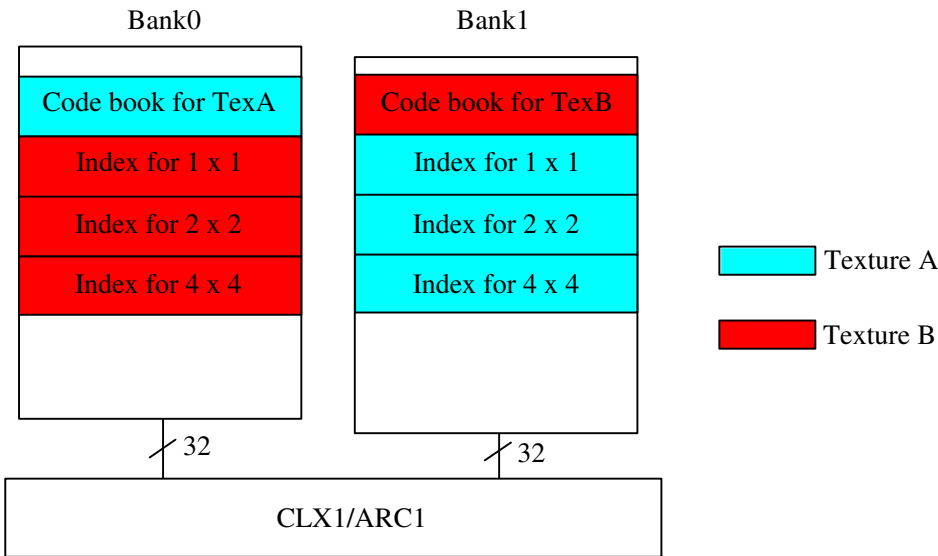 Bank0
Bank1
Code book for TexA
Code book for TexB
Index for 1 x 1
Index for 1 x 1
Index for 2 x 2
Index for 2 x 2
Index for 4 x 4
Index for 4 x 4
Texture A
Texture B
32
32
CLX1/ARC1